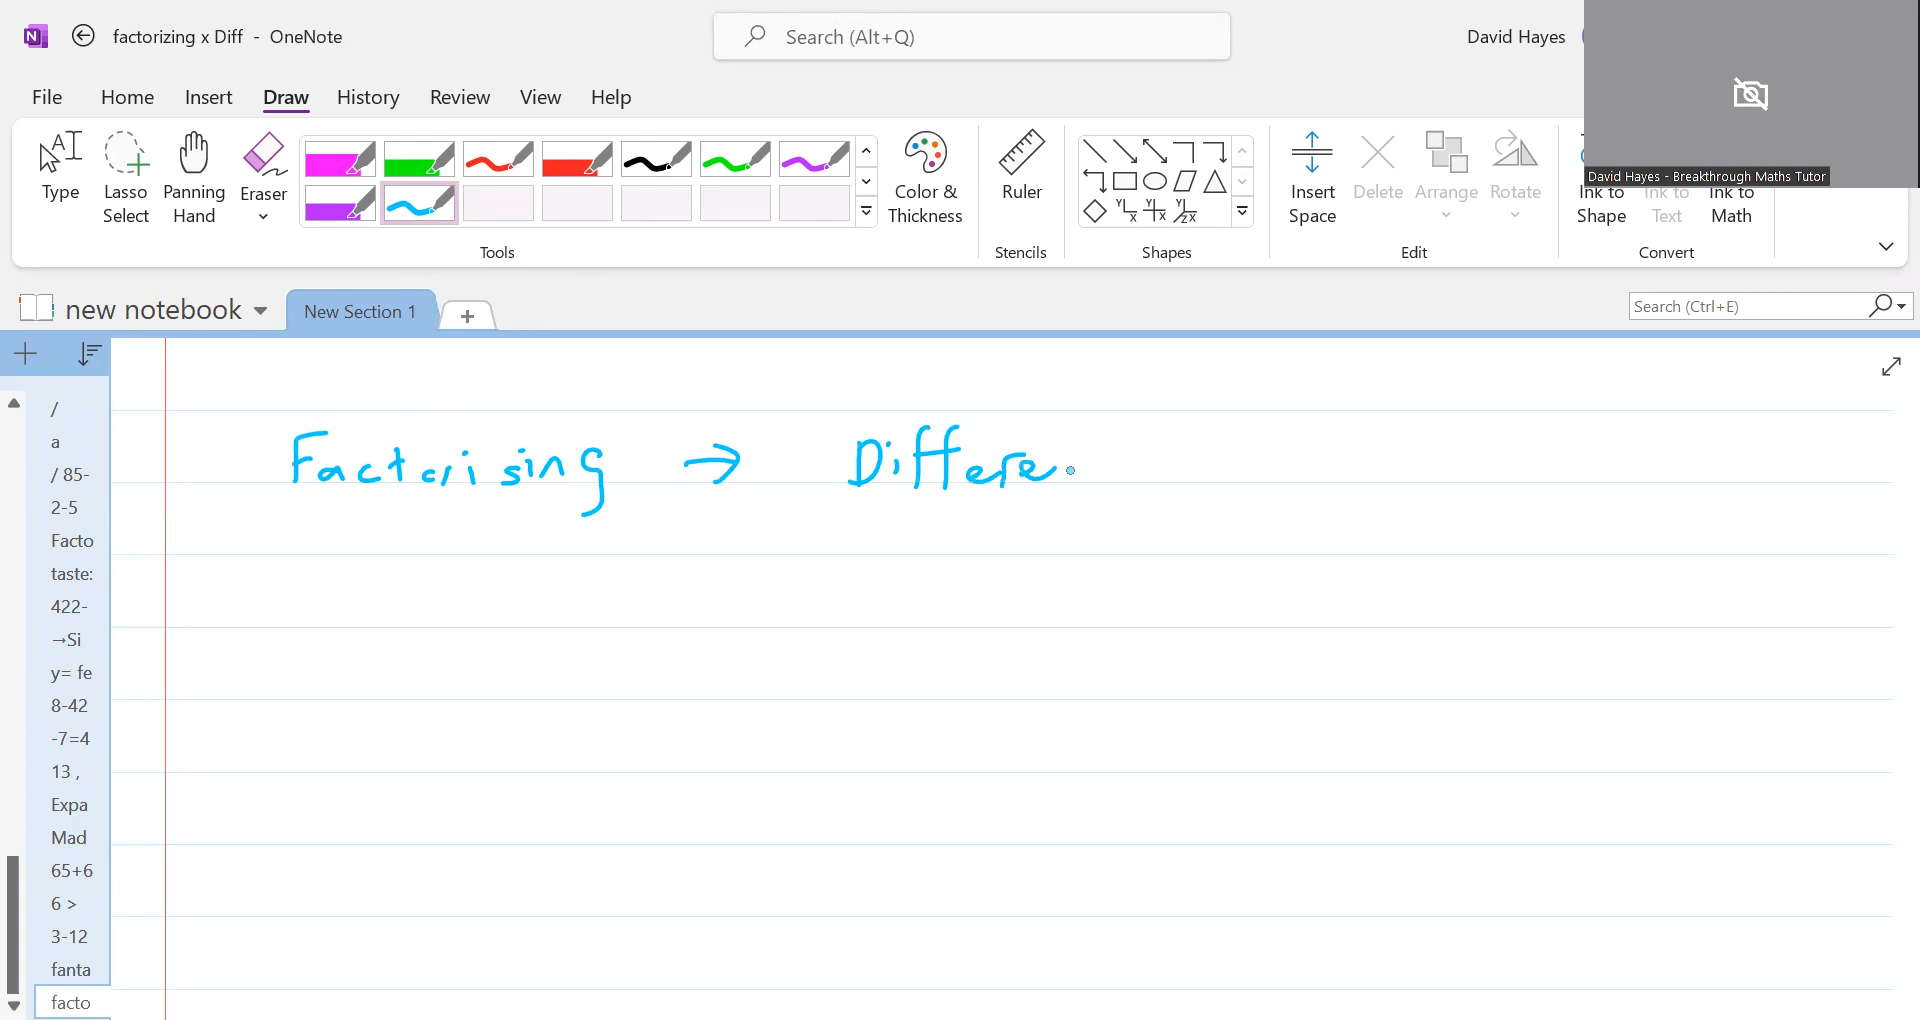 factorizing x Diff - OneNote
Search (Alt+Q)
David Hayes
File Home Insert Draw History Review View Help
David Hayes - Breakthrough Maths Tutor
Type
Lasso Select
Panning Hand
Eraser
Color & Thickness
Ruler
Insert Space
Delete
Arrange
Rotate
Ink to Shape
Ink to Text
Ink to Math
Tools
Stencils
Shapes
Edit
Convert
new notebook
New Section 1
Search (Ctrl+E)
/
a
/ 85-
2-5
Facto
taste:
422-
→Si
y= fe
8-42
-7=4
13 ,
Expa
Mad
65+6
6 >
3-12
fanta
facto
Factorising → Differe